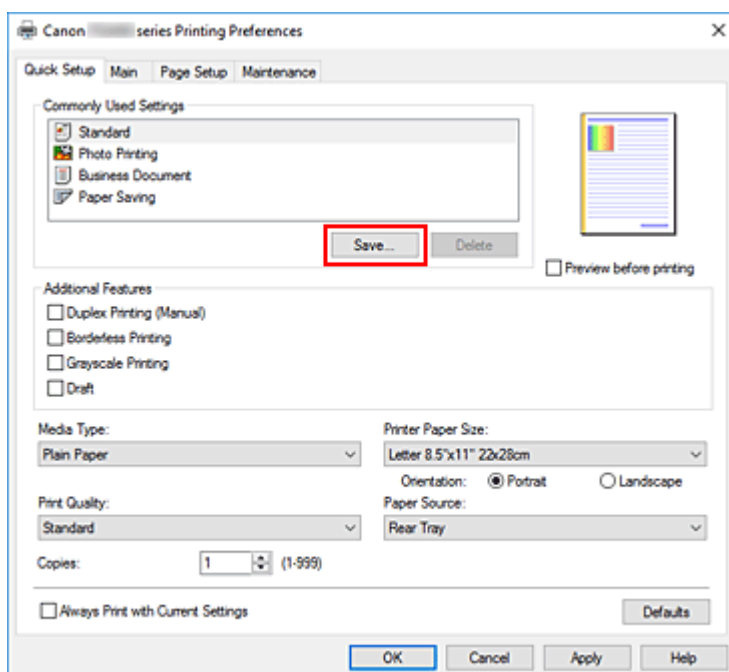 Canon series Printing Preferences
Quick Setup Main Page Setup Maintenance
Commonly Used Settings
Standard
Photo Printing
Business Document
Paper Saving
Save... Delete
Preview before printing
Additional Features
Duplex Printing (Manual)
Borderless Printing
Grayscale Printing
Draft
Media Type: Printer Paper Size:
Plain Paper Letter 8.5"x11" 22x28cm
Orientation: Portrait Landscape
Print Quality: Paper Source:
Standard Rear Tray
Copies: 1 (1-999)
Always Print with Current Settings Defaults
OK Cancel Apply Help